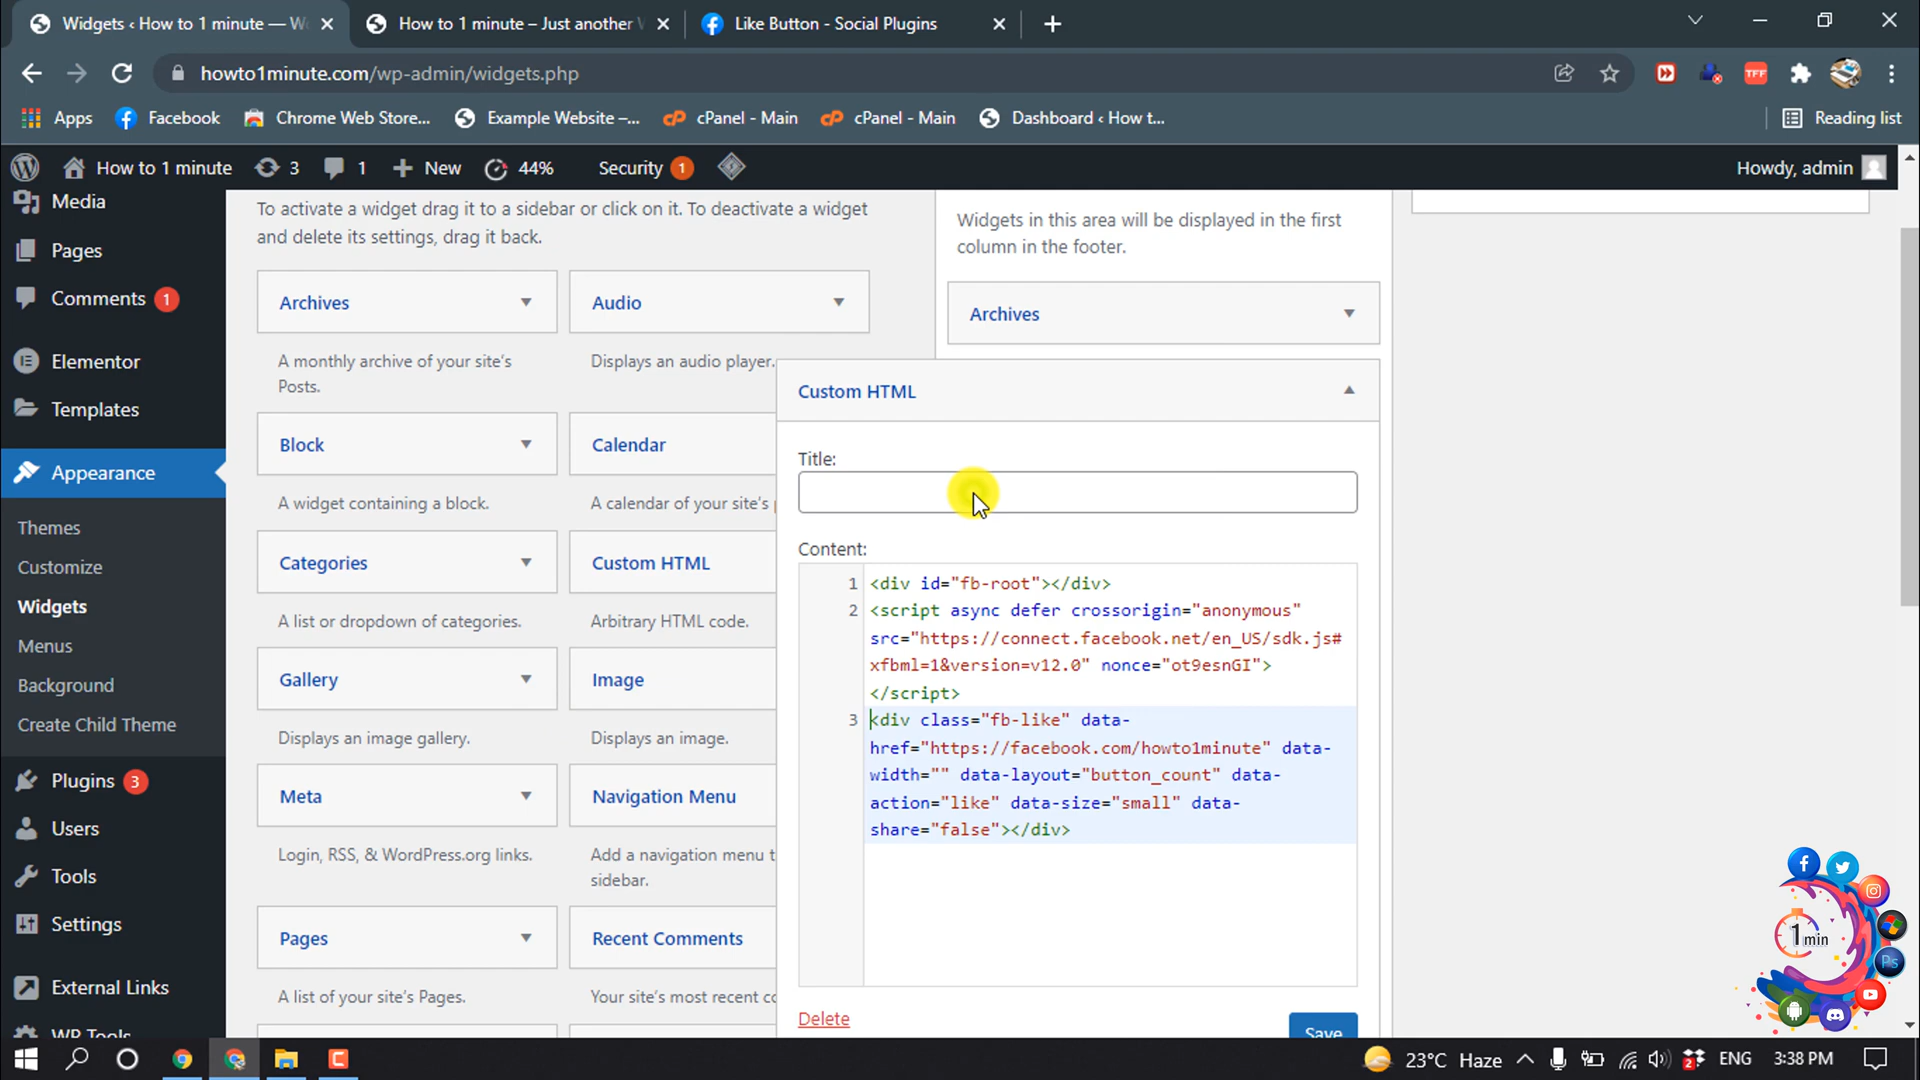 Widgets ‹ How to 1 minute — Wo
How to 1 minute – Just another W
Like Button - Social Plugins
howto1minute.com/wp-admin/widgets.php
TFF
Apps
Facebook
Chrome Web Store...
Example Website –...
cP cPanel - Main
cP cPanel - Main
Dashboard ‹ How t...
Reading list
How to 1 minute
3
1
New
44%
Security 1
Howdy, admin
Media
Pages
Comments 1
Elementor
Templates
Appearance
Themes
Customize
Widgets
Menus
Background
Create Child Theme
Plugins 3
Users
Tools
Settings
External Links
WP Tools
To activate a widget drag it to a sidebar or click on it. To deactivate a widget
and delete its settings, drag it back.
Archives
A monthly archive of your site's
Posts.
Audio
Displays an audio player.
Block
A widget containing a block.
Calendar
A calendar of your site's p
Categories
A list or dropdown of categories.
Custom HTML
Arbitrary HTML code.
Gallery
Displays an image gallery.
Image
Displays an image.
Meta
Login, RSS, & WordPress.org links.
Navigation Menu
Add a navigation menu t
sidebar.
Pages
A list of your site's Pages.
Recent Comments
Your site's most recent co
Widgets in this area will be displayed in the first
column in the footer.
Archives
Custom HTML
Title:
Content:
1 <div id="fb-root"></div>
2 <script async defer crossorigin="anonymous"
src="https://connect.facebook.net/en_US/sdk.js#
xfbml=1&version=v12.0" nonce="ot9esnGI">
</script>
3 <div class="fb-like" data-
href="https://facebook.com/howto1minute" data-
width="" data-layout="button_count" data-
action="like" data-size="small" data-
share="false"></div>
Delete
Save
1min
Ps
23°C Haze
2
ENG
3:38 PM